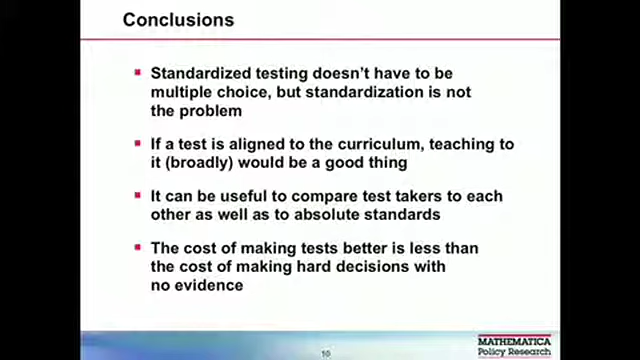 Conclusions
Standardized testing doesn't have to be
multiple choice, but standardization is not
the problem
If a test is aligned to the curriculum, teaching to
it (broadly) would be a good thing
It can be useful to compare test takers to each
other as well as to absolute standards
The cost of making tests better is less than
the cost of making hard decisions with
no evidence
10
MATHEMATICA
Policy Research